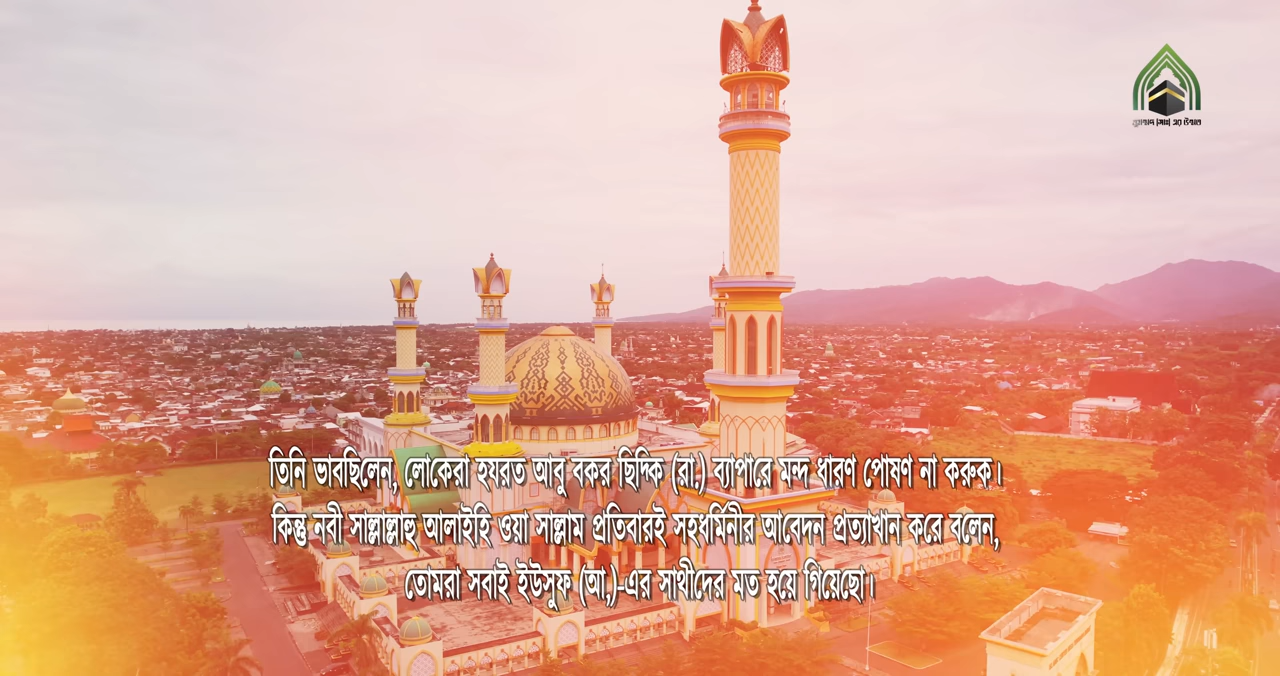 তিনি ভাবছিলেন, লোকেরা হযরত আবু বকর ছিদ্দিক (রা.) ব্যাপারে মন্দ ধারণ পোষণ না করুক।
কিন্তু নবী সাল্লাল্লাহু আলাইহি ওয়া সাল্লাম প্রতিবারই সহধর্মিনীর আবেদন প্রত্যাখান করে বলেন,
তোমরা সবাই ইউসুফ (আ.)-এর সাথীদের মত হয়ে গিয়েছো।